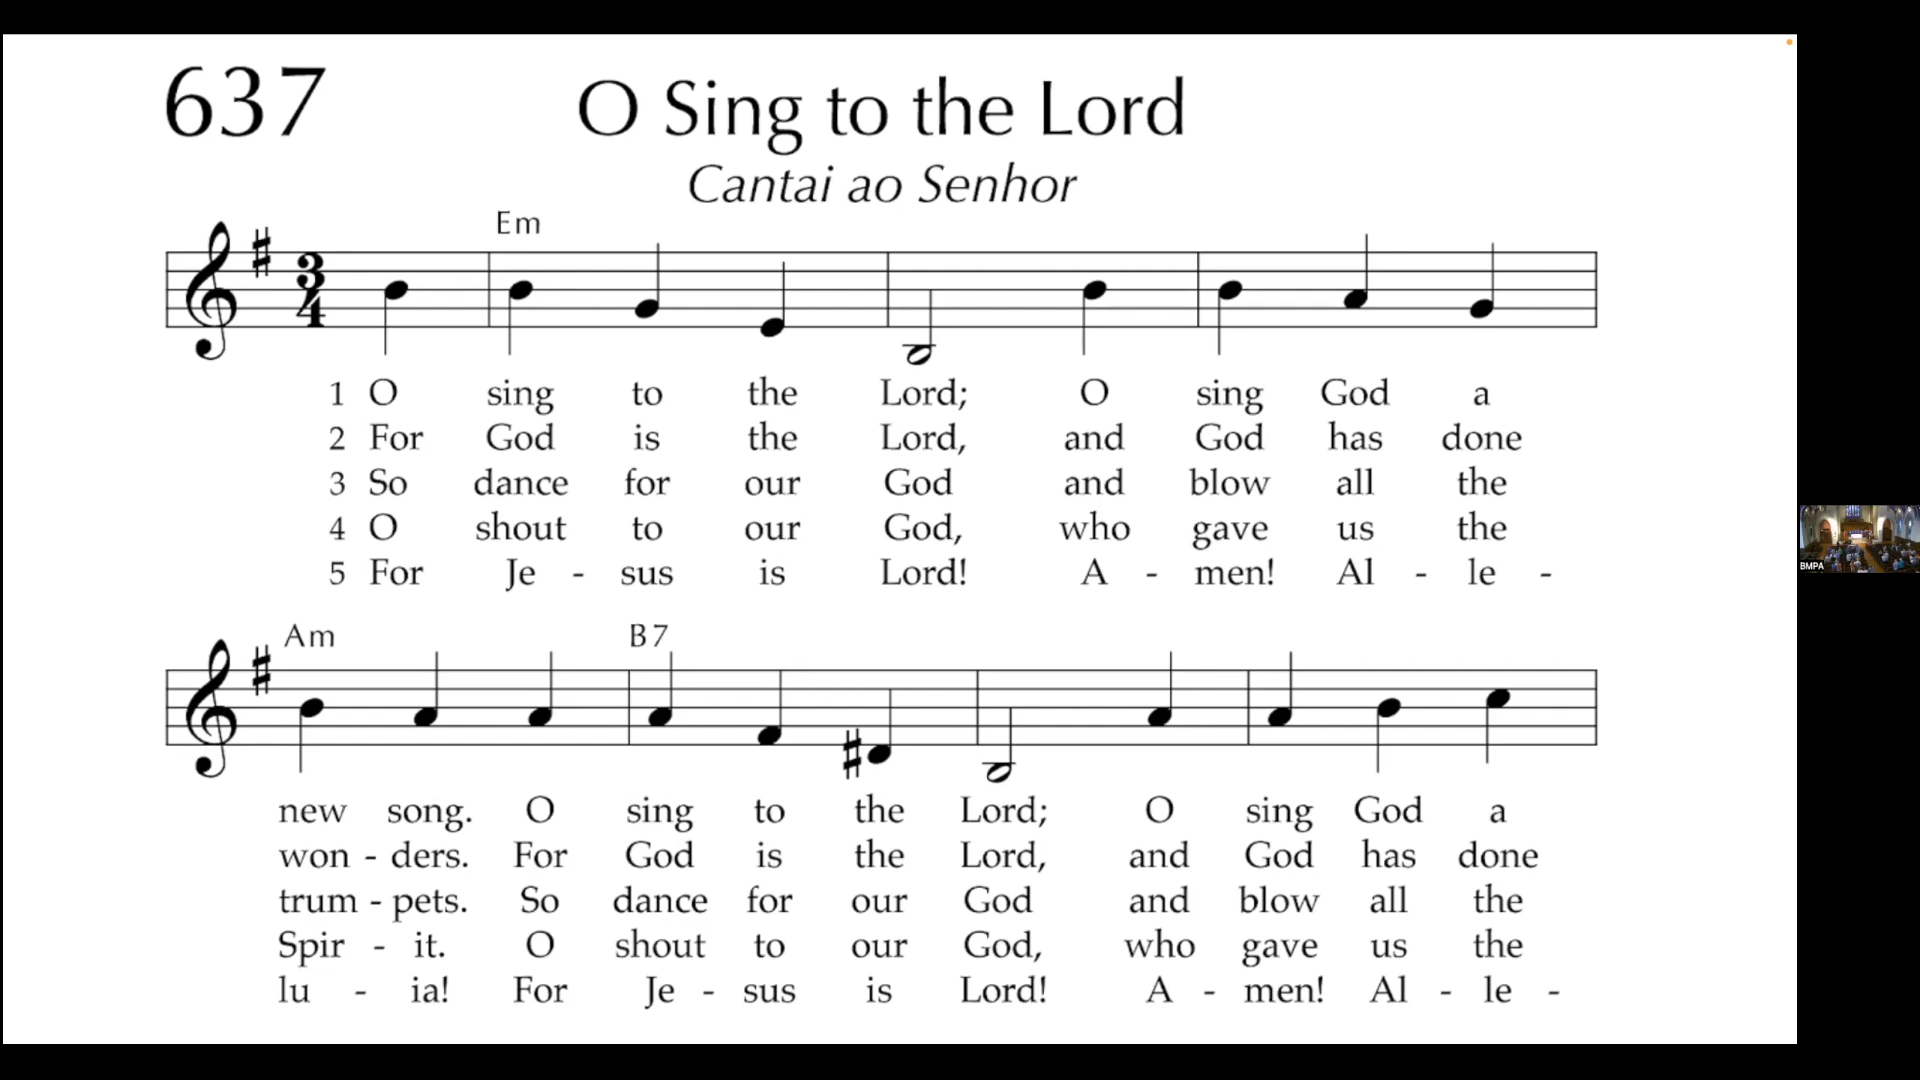 637
O Sing to the Lord
Cantai ao Senhor
Em
3
4
1 O sing to the Lord; O sing God a
2 For God is the Lord, and God has done
3 So dance for our God and blow all the
4 O shout to our God, who gave us the
5 For Je - sus is Lord! A - men! Al - le -
Am B7
new song. O sing to the Lord; O sing God a
won - ders. For God is the Lord, and God has done
trum - pets. So dance for our God and blow all the
Spir - it. O shout to our God, who gave us the
lu - ia! For Je - sus is Lord! A - men! Al - le -
BMPA